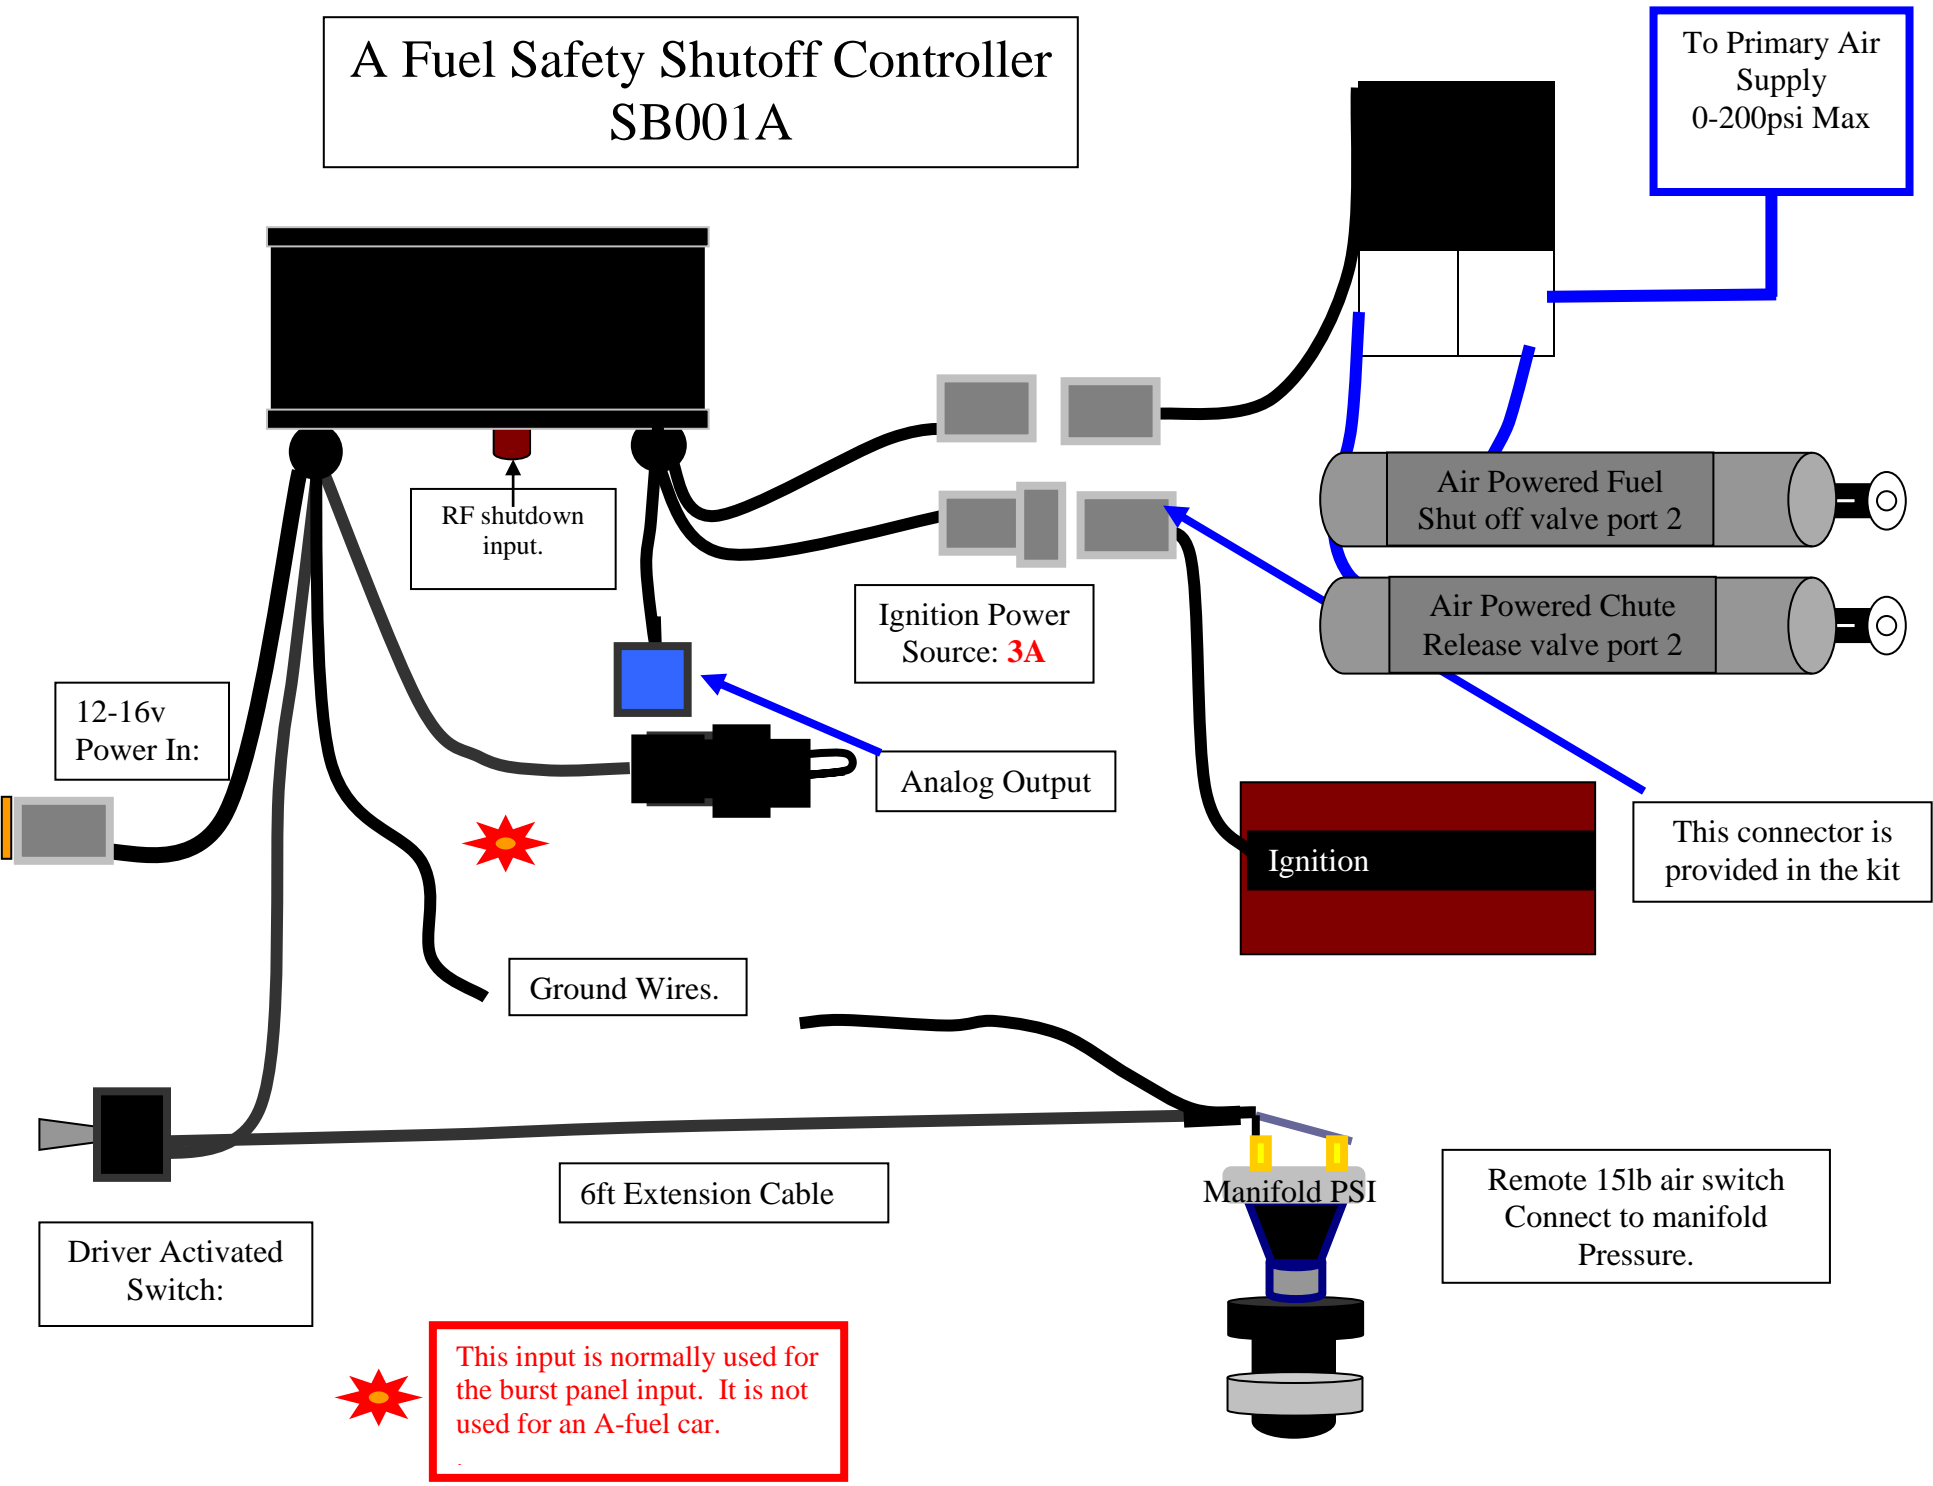 A Fuel Safety Shutoff Controller
SB001A
To Primary Air
Supply
0-200psi Max
RF shutdown
input.
Air Powered Fuel
Shut off valve port 2
Ignition Power
Source: 3A
Air Powered Chute
Release valve port 2
12-16v
Power In:
Analog Output
This connector is
provided in the kit
Ignition
Ground Wires.
6ft Extension Cable
Manifold PSI
Remote 15lb air switch
Connect to manifold
Pressure.
Driver Activated
Switch:
This input is normally used for
the burst panel input.  It is not
used for an A-fuel car.
.